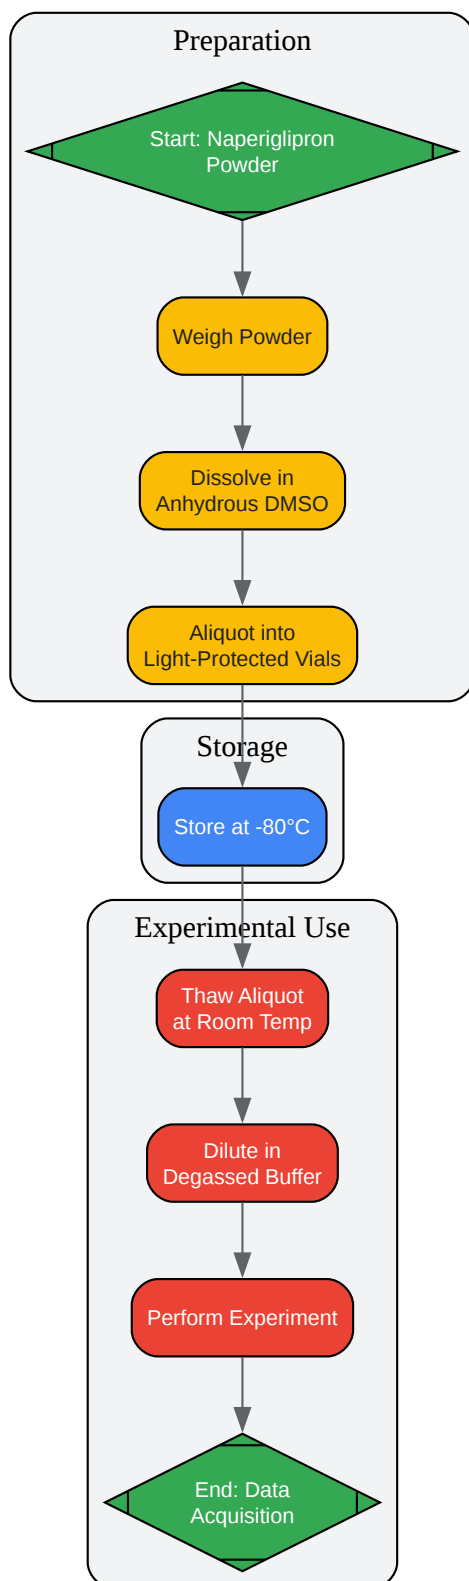 Preparation
Start: Naperiglipron
Powder
Weigh Powder
Dissolve in
Anhydrous DMSO
Aliquot into
Light-Protected Vials
Storage
Store at -80°C
Experimental Use
Thaw Aliquot
at Room Temp
Dilute in
Degassed Buffer
Perform Experiment
End: Data
Acquisition